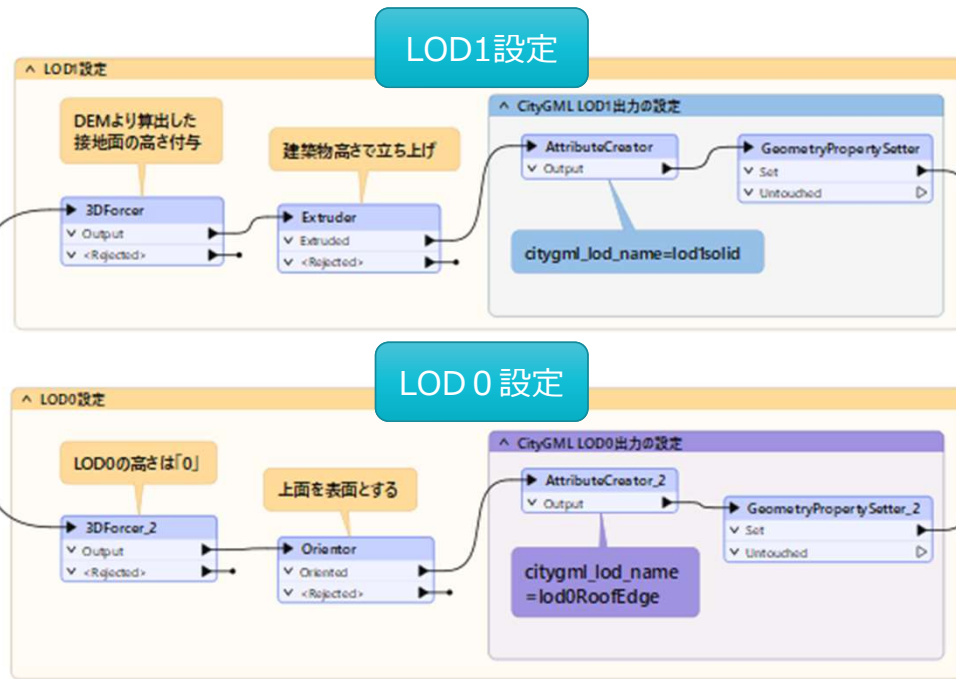 LOD1設定
LOD1設定
DEMより算出した
接地面の高さ付与
建築物高さで立ち上げ
3DForcer
Output
<Rejected>
Extruder
Extruded
<Rejected>
CityGML LOD1出力の設定
AttributeCreator
Output
GeometryPropertySetter
Set
Untouched
citygml_lod_name=lod1solid
LOD０設定
LOD0設定
LOD0の高さは「0」
上面を表面とする
3DForcer_2
Output
<Rejected>
Orientor
Oriented
<Rejected>
CityGML LOD0出力の設定
AttributeCreator_2
Output
GeometryPropertySetter_2
Set
Untouched
citygml_lod_name
=lod0RoofEdge